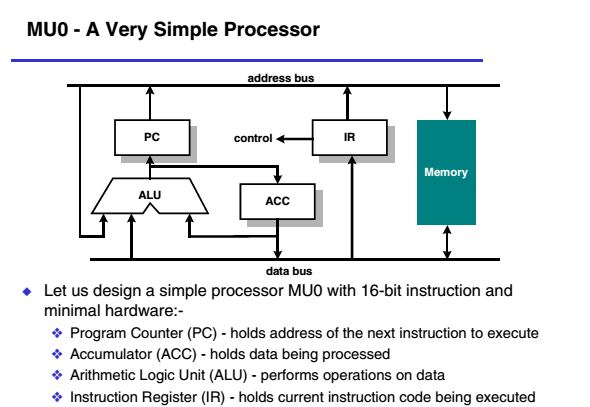 MU0 - A Very Simple Processor
address bus
PC
control
IR
Memory
ALU
ACC
data bus
Let us design a simple processor MU0 with 16-bit instruction and
minimal hardware:-
Program Counter (PC) - holds address of the next instruction to execute
Accumulator (ACC) - holds data being processed
Arithmetic Logic Unit (ALU) - performs operations on data
Instruction Register (IR) - holds current instruction code being executed